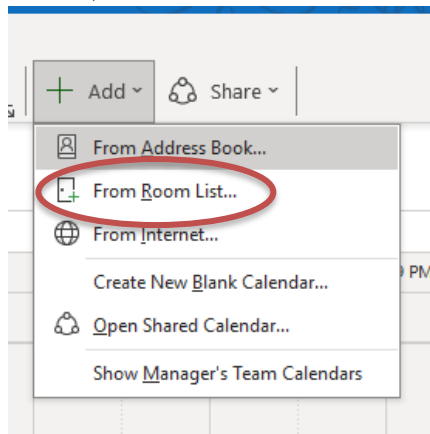 Add Share
From Address Book...
From Room List...
From Internet...
PM
Create New Blank Calendar...
Open Shared Calendar...
Show Manager's Team Calendars